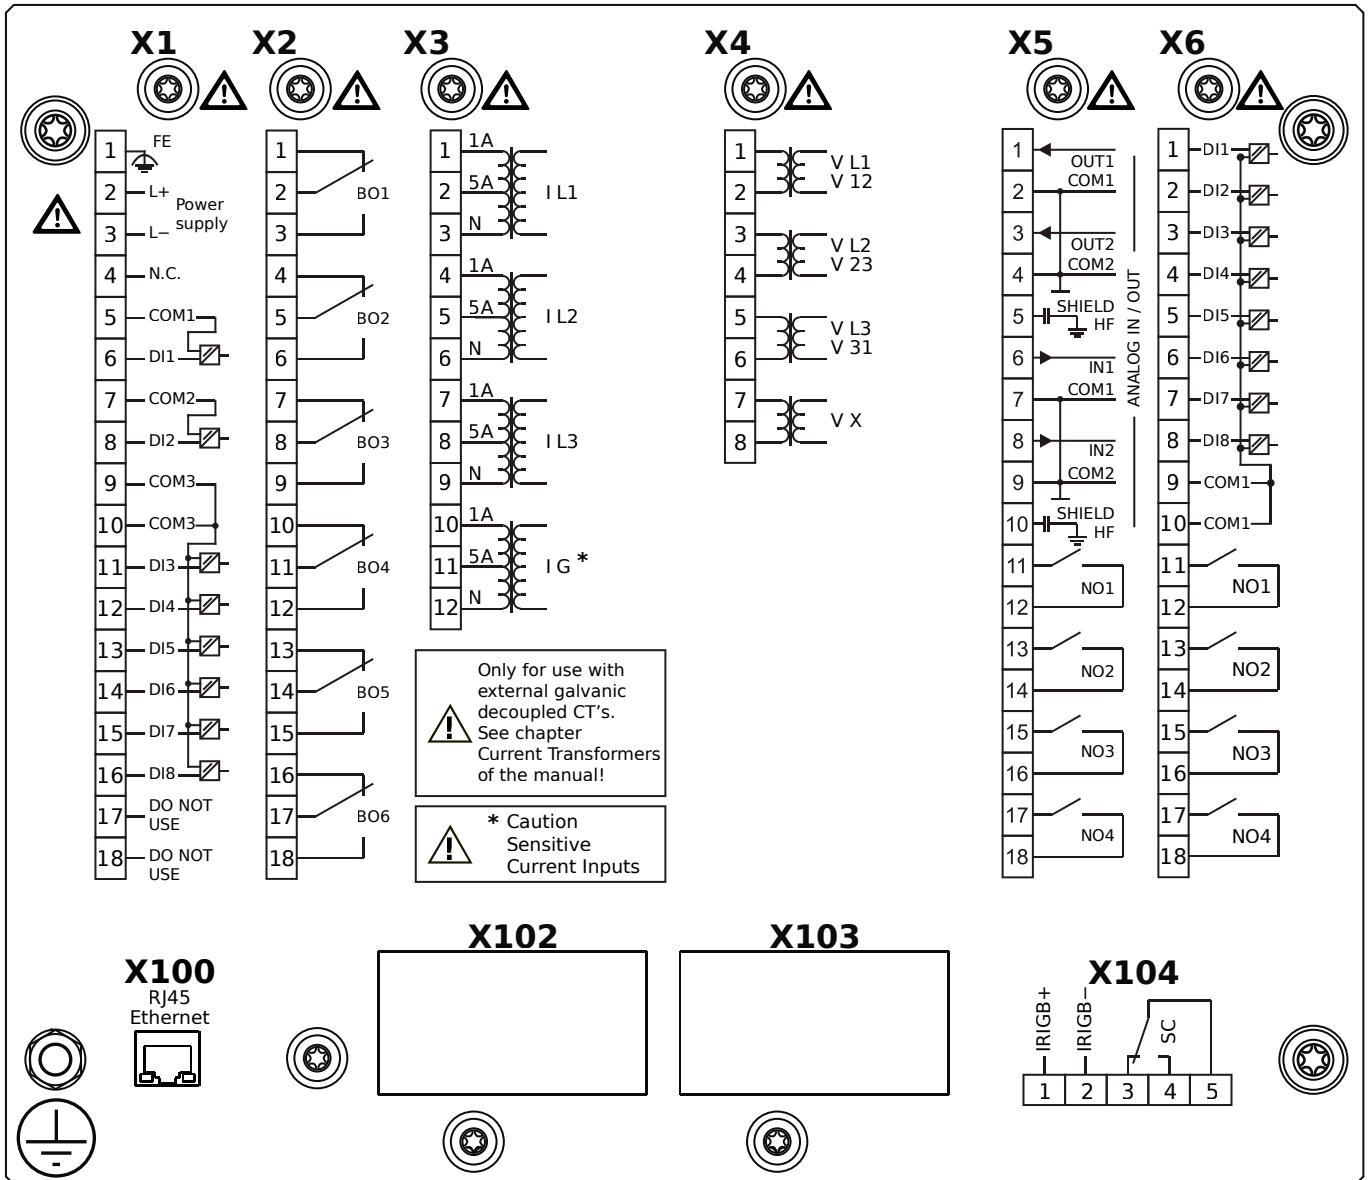 X1 X2 X3 X4 X5 X6
1 FE
2 L+
Power
supply
3 L−
4 N.C.
5 COM1
6 DI1
7 COM2
8 DI2
9 COM3
10 COM3
11 DI3
12 DI4
13 DI5
14 DI6
15 DI7
16 DI8
17 DO NOT
USE
18 DO NOT
USE
1
2 BO1
3
4
5 BO2
6
7
8 BO3
9
10
11 BO4
12
13
14 BO5
15
16
17 BO6
18
1 1A
2 5A I L1
3 N
4 1A
5 5A I L2
6 N
7 1A
8 5A I L3
9 N
10 1A
11 5A I G *
12 N
Only for use with
external galvanic
decoupled CT's.
See chapter
Current Transformers
of the manual!
* Caution
Sensitive
Current Inputs
1 V L1
2 V 12
3 V L2
4 V 23
5 V L3
6 V 31
7 V X
8
1 OUT1
2 COM1
3 OUT2
4 COM2
5 SHIELD
HF
6 IN1
7 COM1
8 IN2
9 COM2
10 SHIELD
HF
ANALOG IN / OUT
11 NO1
12
13 NO2
14
15 NO3
16
17 NO4
18
1 DI1
2 DI2
3 DI3
4 DI4
5 DI5
6 DI6
7 DI7
8 DI8
9 COM1
10 COM1
11 NO1
12
13 NO2
14
15 NO3
16
17 NO4
18
X100
RJ45
Ethernet
X102
X103
X104
IRIGB+
IRIGB−
SC
1 2 3 4 5